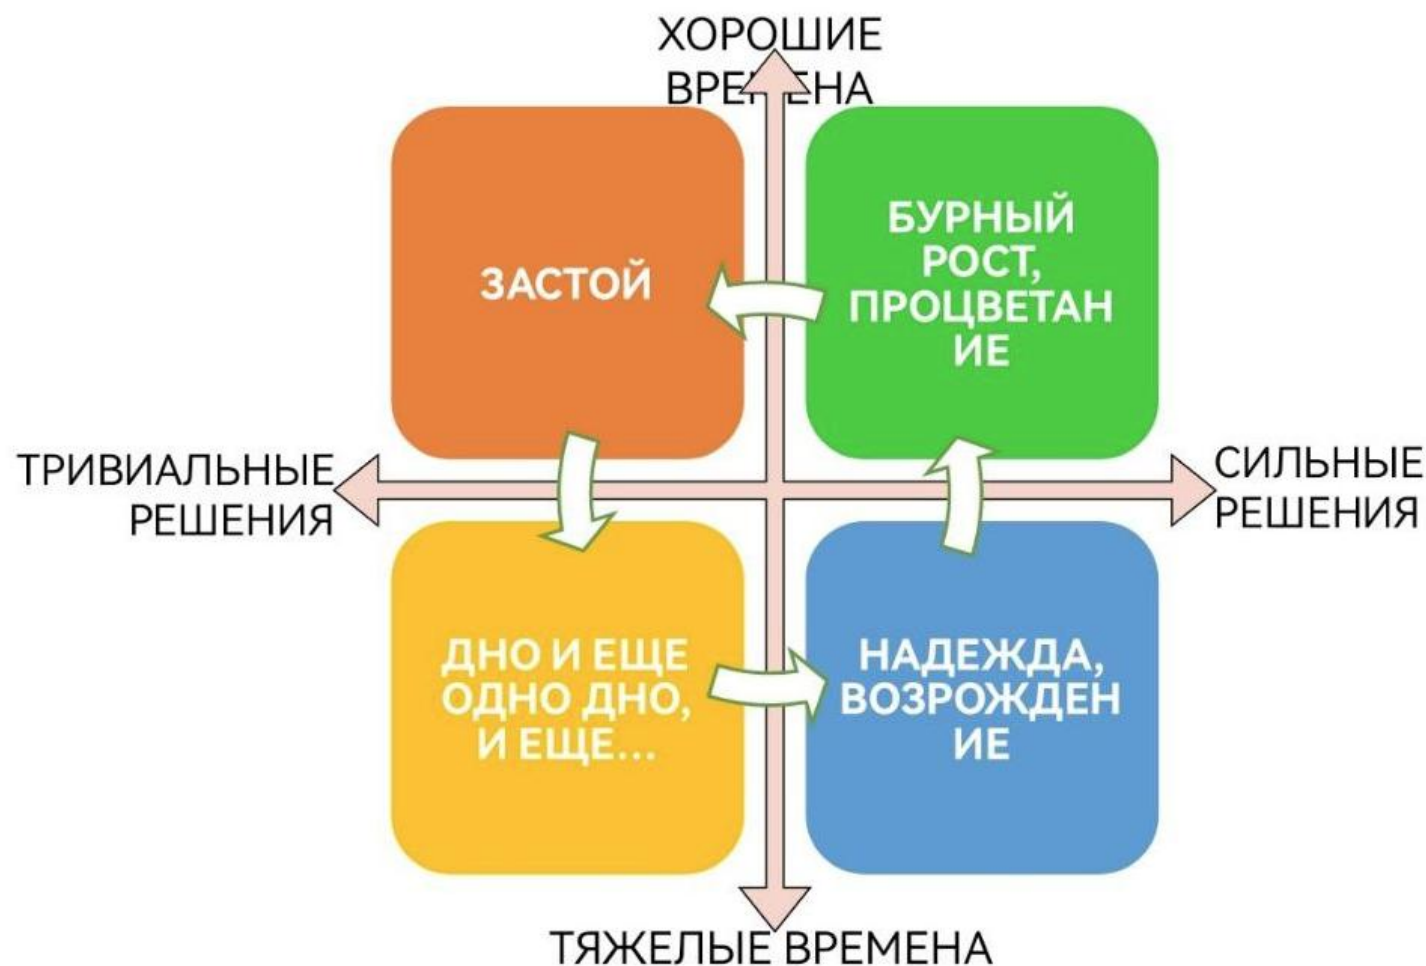 ХОРОШИЕ
ВРЕМЕНА
ЗАСТОЙ
БУРНЫЙ
РОСТ,
ПРОЦВЕТАН
ИЕ
ТРИВИАЛЬНЫЕ
РЕШЕНИЯ
СИЛЬНЫЕ
РЕШЕНИЯ
ДНО И ЕЩЕ
ОДНО ДНО,
И ЕЩЕ...
НАДЕЖДА,
ВОЗРОЖДЕН
ИЕ
ТЯЖЕЛЫЕ ВРЕМЕНА